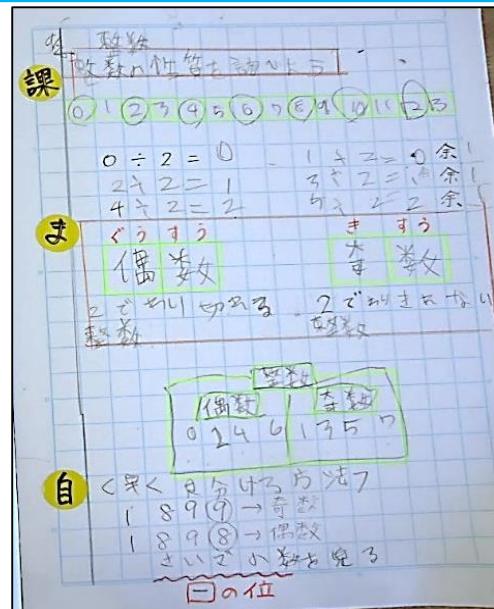 整数
課
整数の性質を調べよう
0 1 2 3 4 5 6 7 8 9 10 11 12 13
0÷2=0 1÷2=0余1
2÷2=1 3÷2=1余1
4÷2=2 5÷2=2余
ま
ぐうすう きすう
偶数 奇数
2でわり切れる 2でわりきれない
整数 整数
整数
偶数 奇数
0 2 4 6 1 3 5 7
自
<早く見分ける方法>
1 8 9 9→奇数
1 8 9 8→偶数
さいごの数を見る
一の位